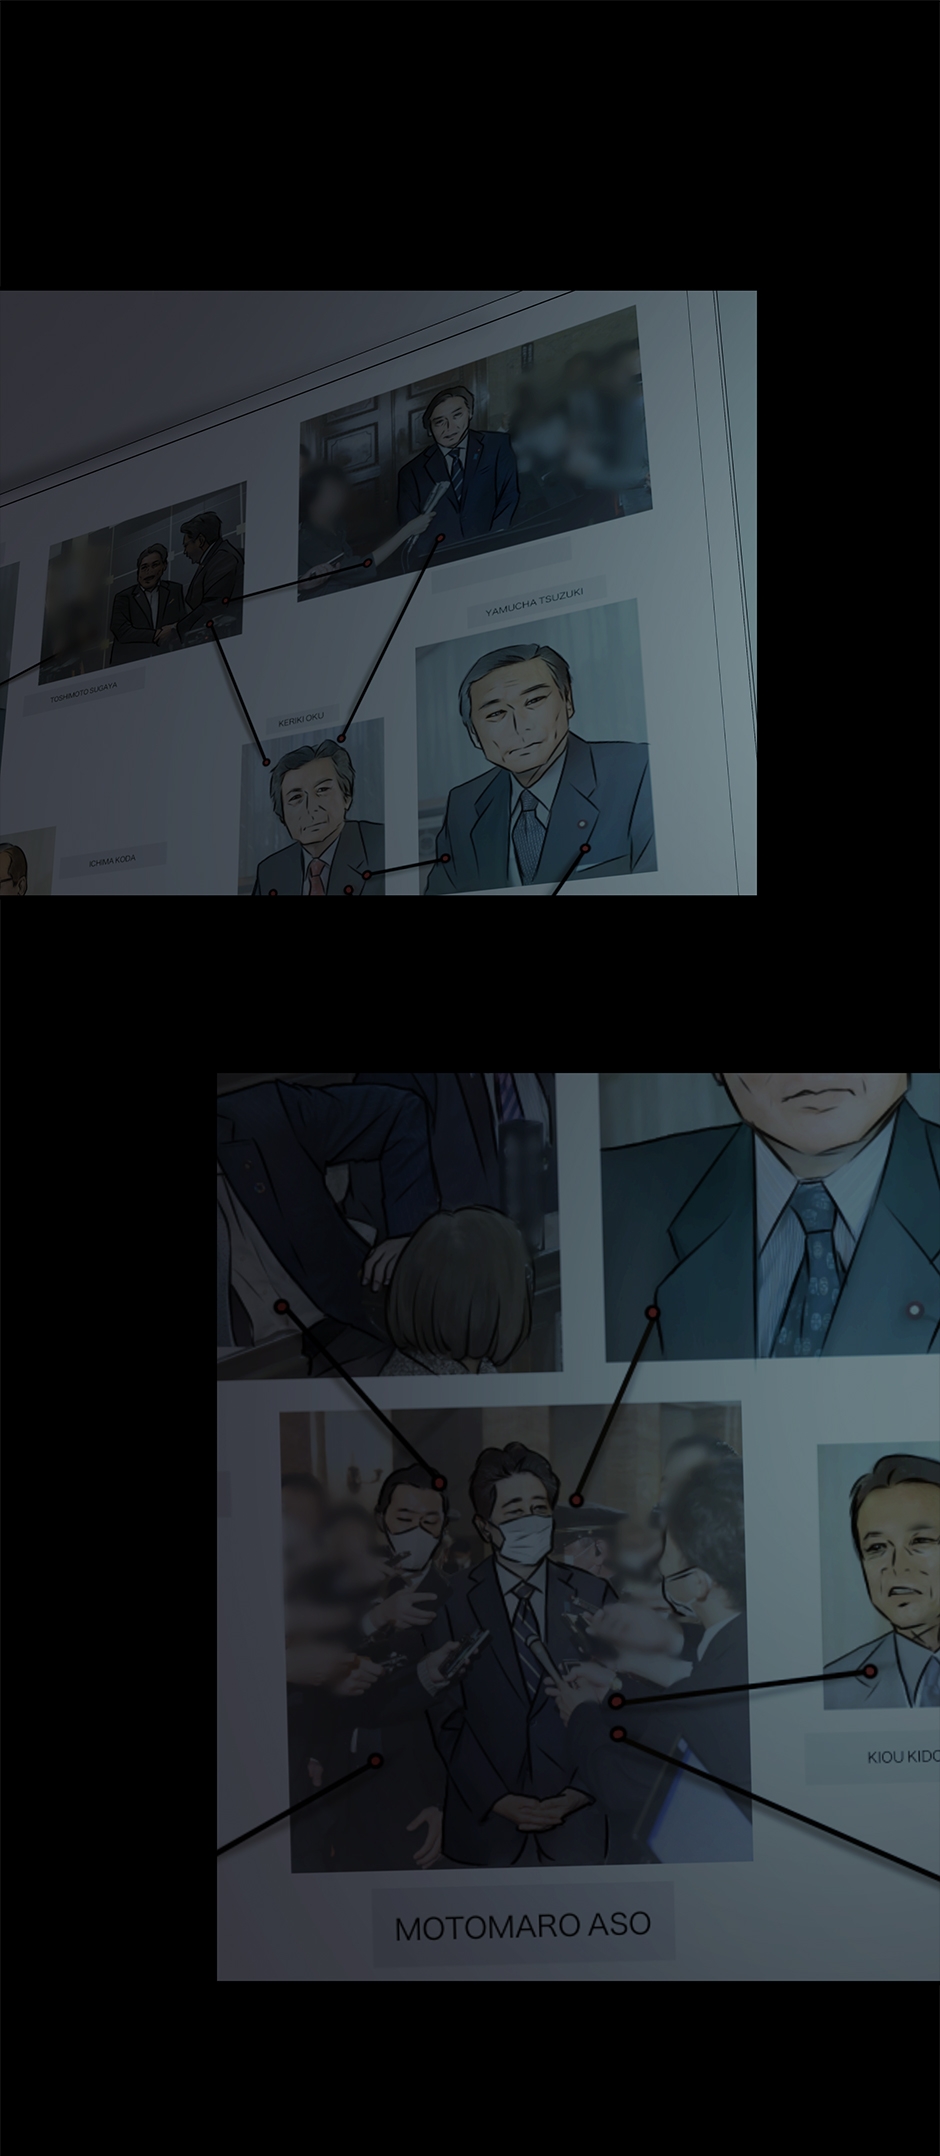 YAMUCHA TSUZUKI
TOSHIMOTO SUGAYA
KERIKI OKU
ICHIMA KODA
KIOU KIDO
MOTOMARO ASO